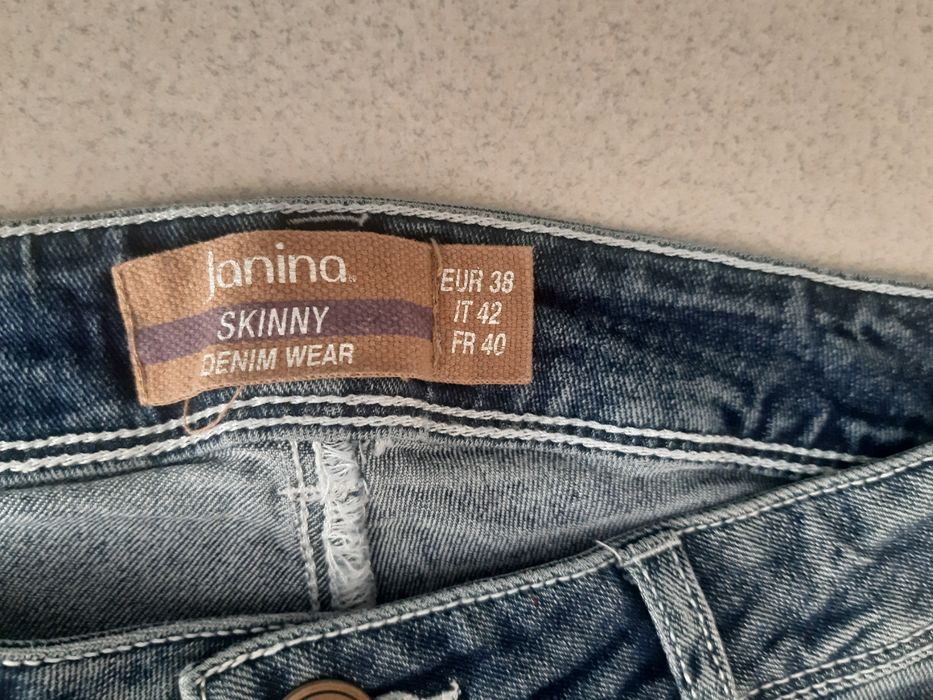 Janina
SKINNY
DENIM WEAR
EUR 38
IT 42
FR 40